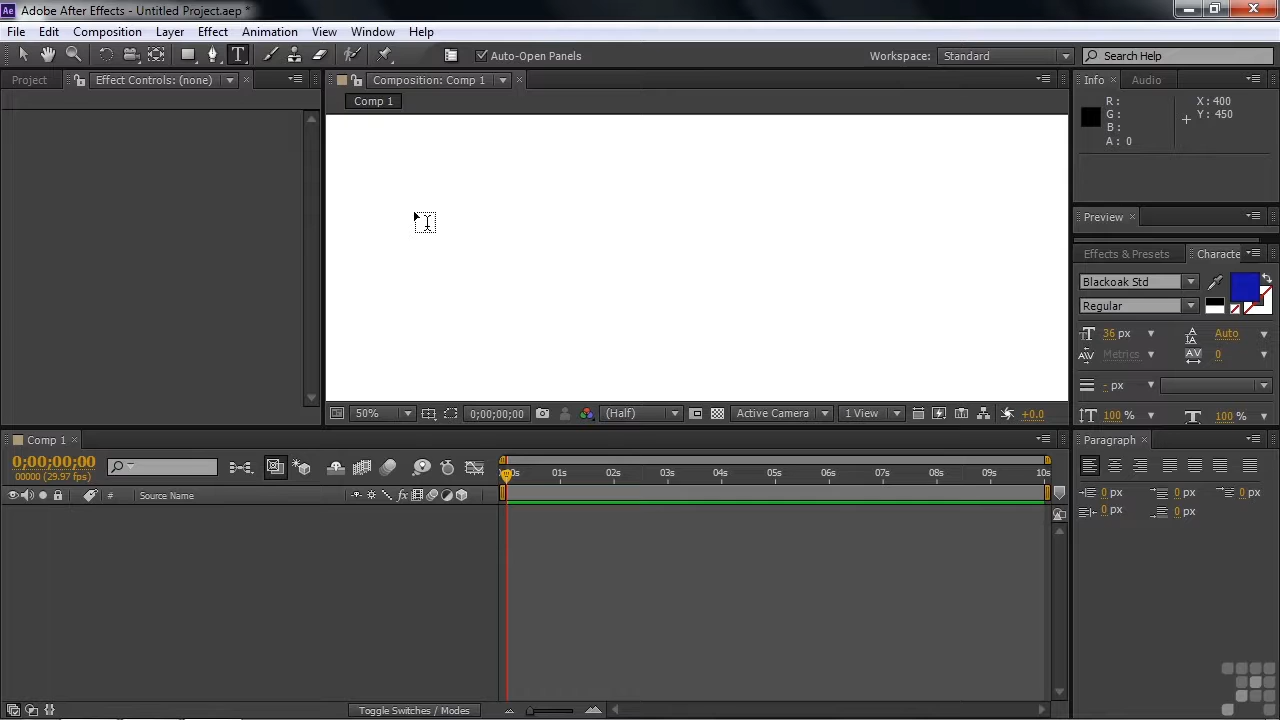 Adobe After Effects - Untitled Project.aep *
File Edit Composition Layer Effect Animation View Window Help
Auto-Open Panels
Workspace: Standard
Search Help
Project
Effect Controls: (none)
Composition: Comp 1
Comp 1
Info Audio
R :
G :
B :
A : 0
X : 400
Y : 450
Preview
Effects & Presets Characte
Blackoak Std
Regular
36 px Auto
Metrics 0
- px
100 % 100 %
50% 0;00;00;00 (Half) Active Camera 1 View +0.0
Comp 1
0;00;00;00
00000 (29.97 fps)
# Source Name
01s 02s 03s 04s 05s 06s 07s 08s 09s 10s
Paragraph
0 px 0 px 0 px
0 px 0 px
Toggle Switches / Modes